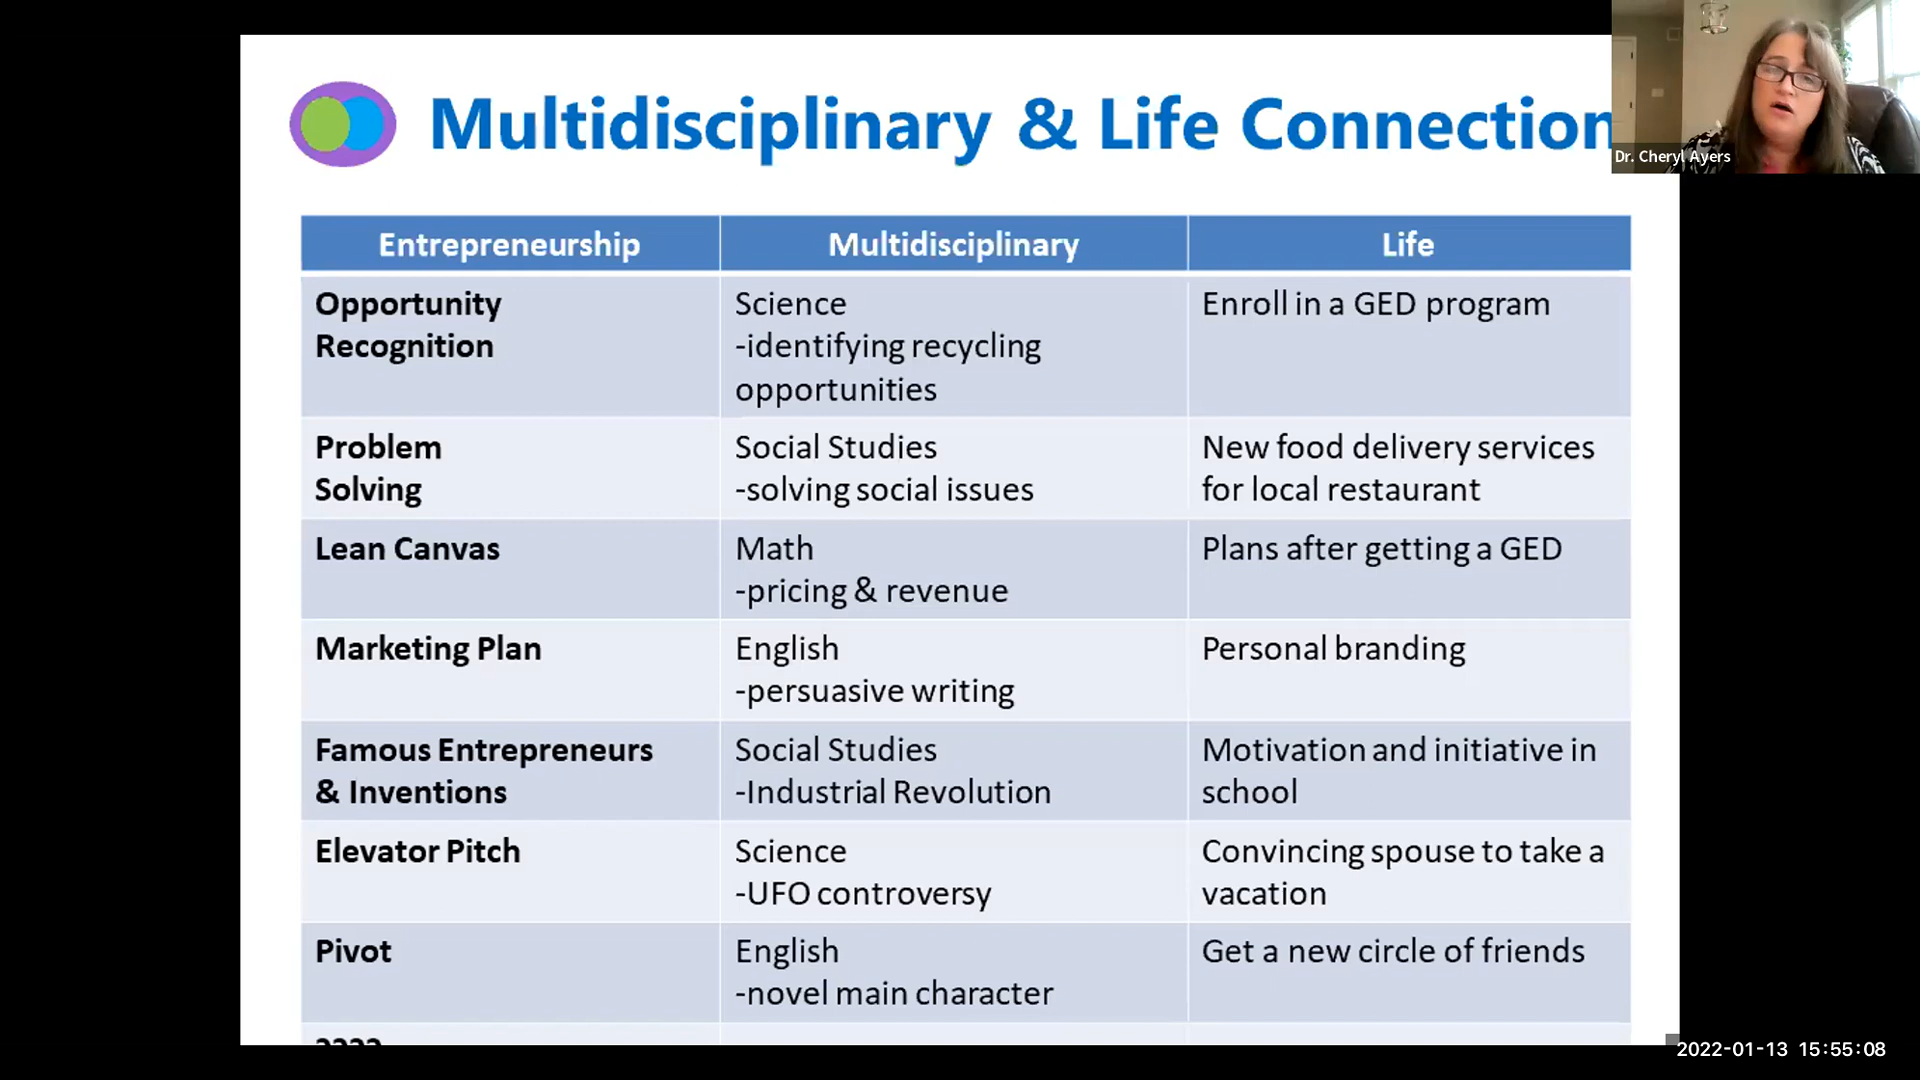 Multidisciplinary & Life Connection
Dr. Cheryl Ayers
Entrepreneurship
Multidisciplinary
Life
Opportunity
Recognition
Science
-identifying recycling
opportunities
Enroll in a GED program
Problem
Solving
Social Studies
-solving social issues
New food delivery services
for local restaurant
Lean Canvas
Math
-pricing & revenue
Plans after getting a GED
Marketing Plan
English
-persuasive writing
Personal branding
Famous Entrepreneurs
& Inventions
Social Studies
-Industrial Revolution
Motivation and initiative in
school
Elevator Pitch
Science
-UFO controversy
Convincing spouse to take a
vacation
Pivot
English
-novel main character
Get a new circle of friends
2022-01-13 15:55:08